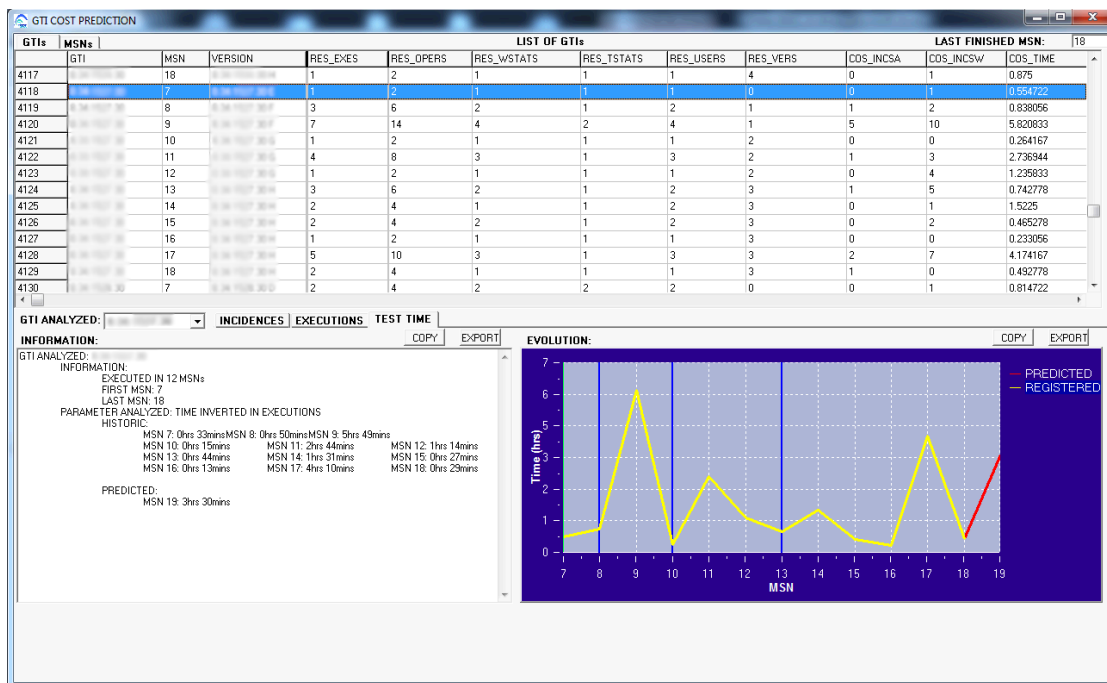 GTI COST PREDICTION
GTIs MSNs LIST OF GTIs LAST FINISHED MSN: 18
GTI MSN VERSION RES_EXES RES_OPERS RES_WSTATS RES_TSTATS RES_USERS RES_VERS COS_INCSA COS_INCSW COS_TIME
4117 18 1 2 1 1 1 4 0 1 0.875
4118 7 1 2 1 1 1 0 0 1 0.554722
4119 8 3 6 2 1 2 1 1 2 0.838056
4120 9 7 14 4 2 4 1 5 10 5.820833
4121 10 1 2 1 1 1 2 0 0 0.264167
4122 11 4 8 3 1 3 2 1 3 2.736944
4123 12 1 2 1 1 1 2 0 4 1.235833
4124 13 3 6 2 1 2 3 1 5 0.742778
4125 14 2 4 1 1 2 3 0 1 1.5225
4126 15 2 4 2 1 2 3 0 2 0.465278
4127 16 1 2 1 1 1 3 0 0 0.233056
4128 17 5 10 3 1 3 3 2 7 4.174167
4129 18 2 4 1 1 1 3 1 0 0.492778
4130 7 2 4 2 2 2 0 0 1 0.814722
GTI ANALYZED: INCIDENCES EXECUTIONS TEST TIME
INFORMATION: COPY EXPORT
GTI ANALYZED:
INFORMATION:
EXECUTED IN 12 MSNs
FIRST MSN: 7
LAST MSN: 18
PARAMETER ANALYZED: TIME INVERTED IN EXECUTIONS
HISTORIC:
MSN 7: 0hrs 33minsMSN 8: 0hrs 50minsMSN 9: 5hrs 49mins
MSN 10: 0hrs 15mins MSN 11: 2hrs 44mins MSN 12: 1hrs 14mins
MSN 13: 0hrs 44mins MSN 14: 1hrs 31mins MSN 15: 0hrs 27mins
MSN 16: 0hrs 13mins MSN 17: 4hrs 10mins MSN 18: 0hrs 29mins
PREDICTED:
MSN 19: 3hrs 30mins
EVOLUTION: COPY EXPORT
PREDICTED
REGISTERED
7
6
5
4
3
2
1
0
Time (hrs)
7 8 9 10 11 12 13 14 15 16 17 18 19
MSN